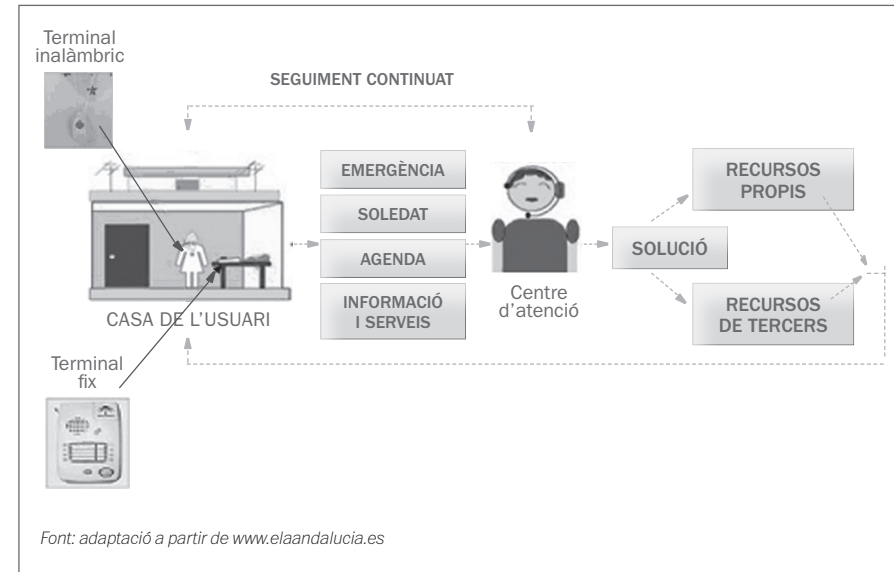 Terminal
inalàmbric
SEGUIMENT CONTINUAT
EMERGÈNCIA
SOLEDAT
AGENDA
INFORMACIÓ
I SERVEIS
CASA DE L'USUARI
Centre
d'atenció
SOLUCIÓ
RECURSOS
PROPIS
RECURSOS
DE TERCERS
Terminal
fix
Font: adaptació a partir de www.elaandalucia.es